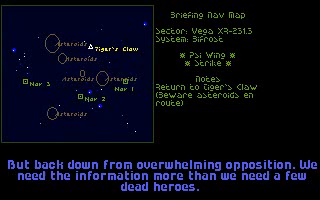 Briefing Nav Map
Sector: Vega XR-231.3
System: Bifrost
* Psi Wing *
* Strike *
Notes
Return to Tiger's Claw
(Beware asteroids en
route)
Asteroids
Tiger's Claw
Asteroids
Asteroids
Asteroids
Nav 3
Nav 1
Nav 2
Asteroids
But back down from overwhelming opposition. We
need the information more than we need a few
dead heroes.